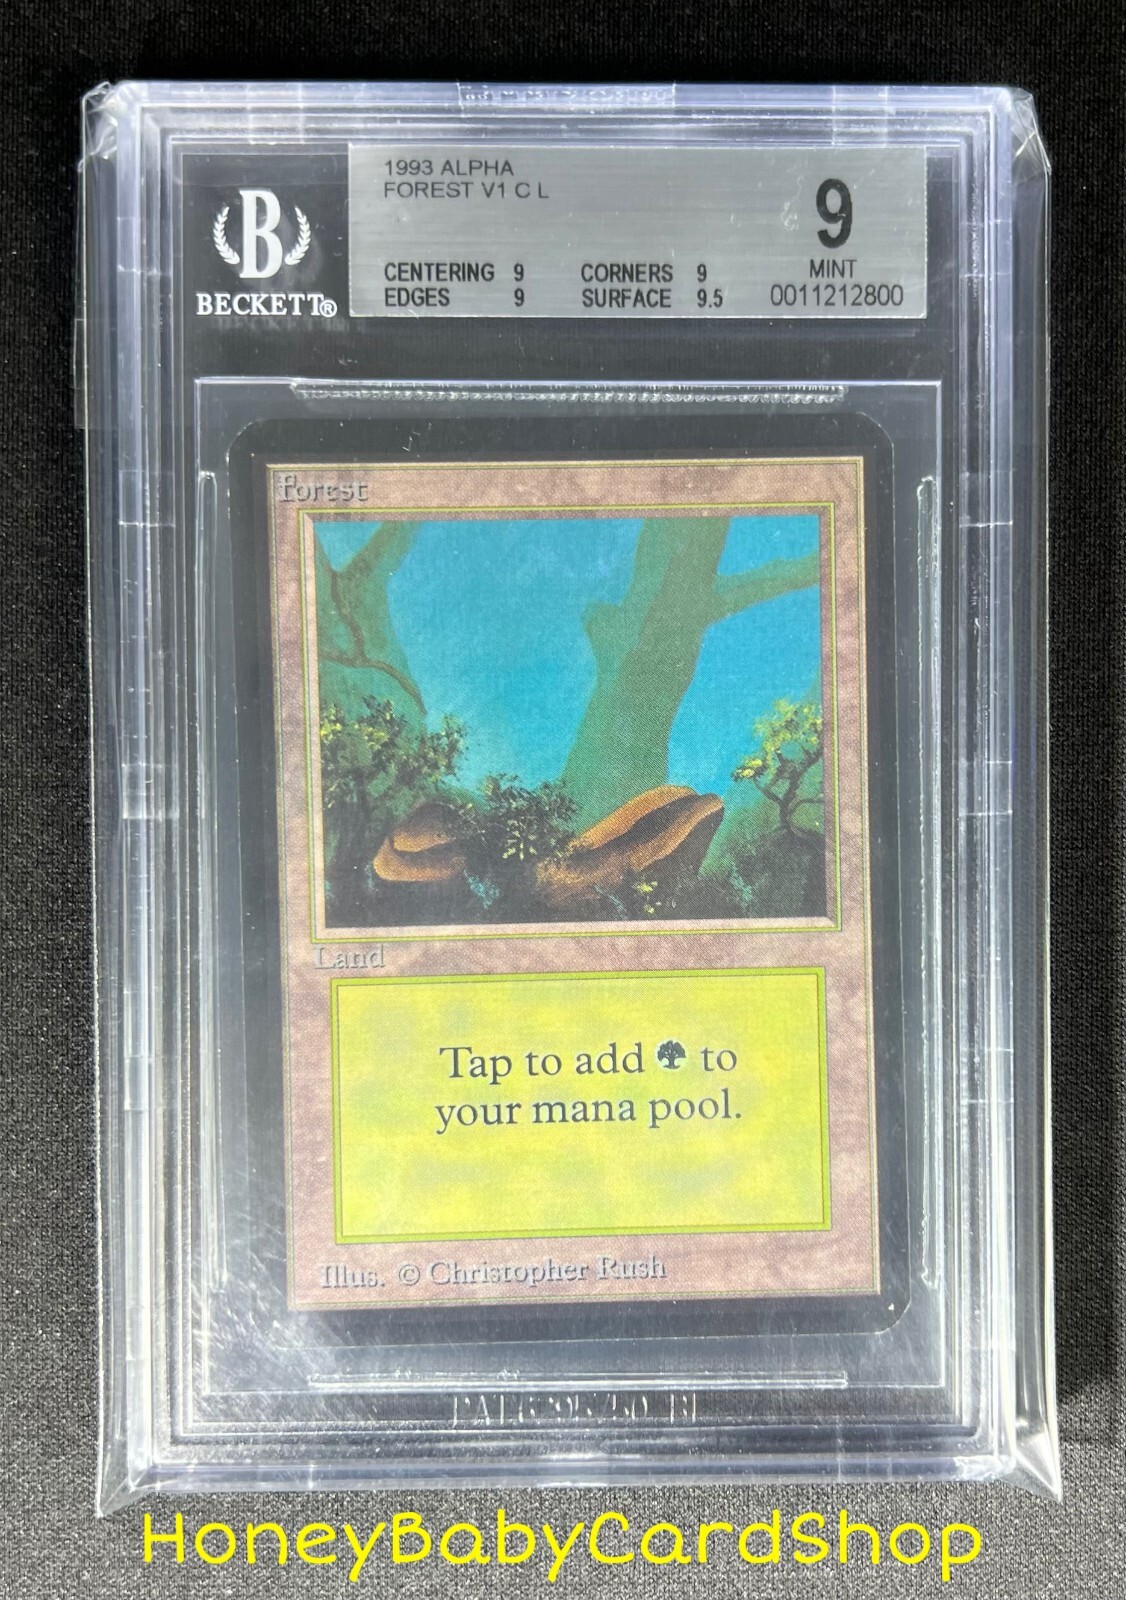 1993 ALPHA
FOREST V1 C L
9
MINT
CENTERING 9 CORNERS 9
EDGES 9 SURFACE 9.5
0011212800
B
BECKETT®
Forest
Land
Tap to add to
your mana pool.
Illus. © Christopher Rush
HoneyBabyCardShop